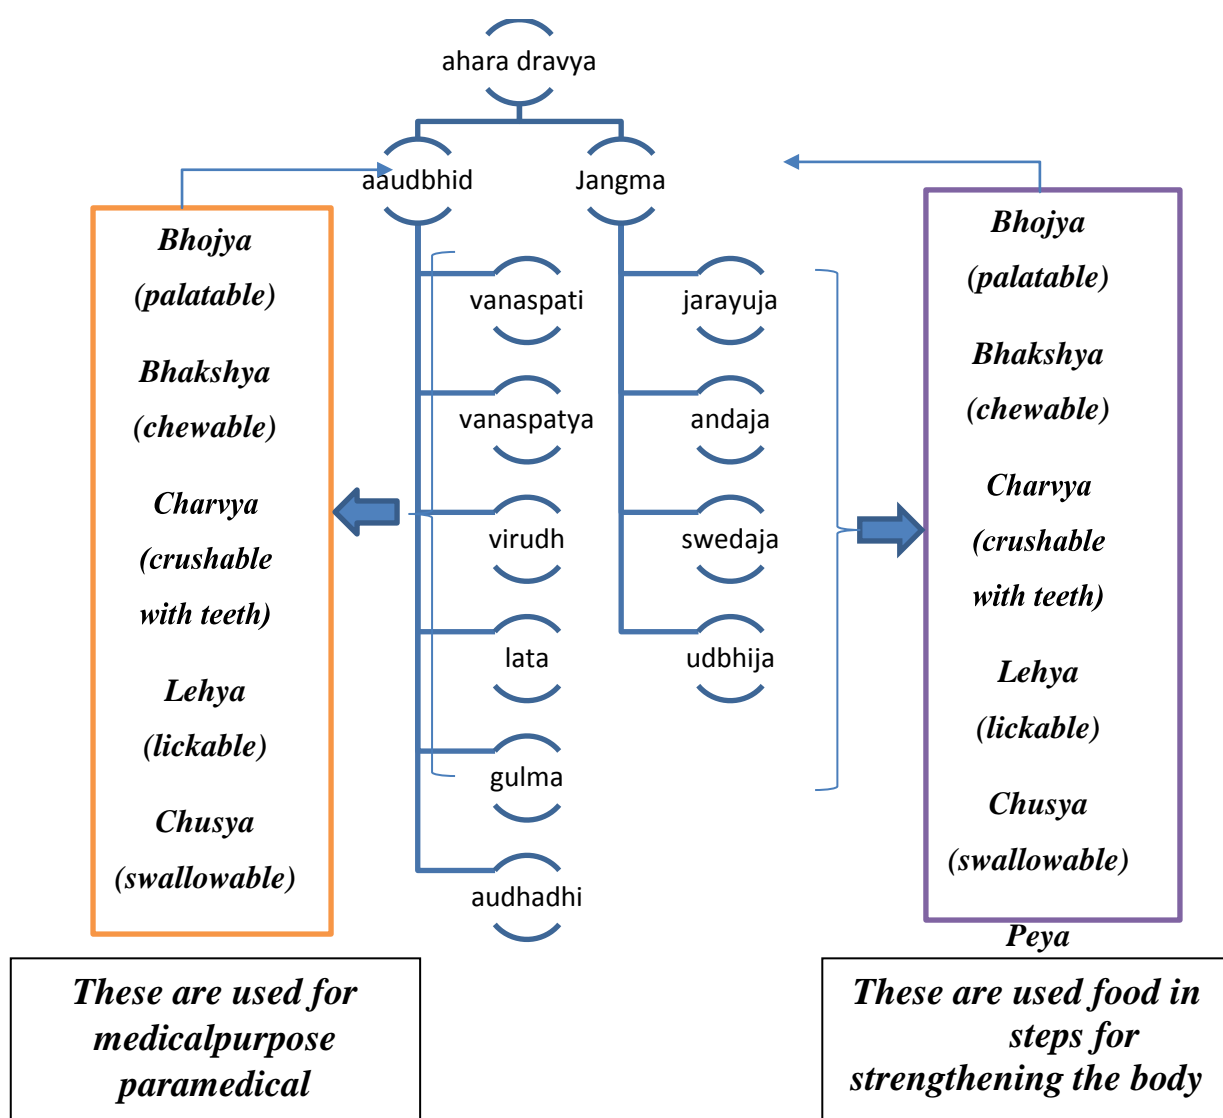 ahara dravya
aaudbhid
Jangma
Bhojya
(palatable)
Bhakshya
(chewable)
Charvya
(crushable
with teeth)
Lehya
(lickable)
Chusya
(swallowable)
vanaspati
vanaspatya
virudh
lata
gulma
audhadhi
jarayuja
andaja
swedaja
udbhija
Bhojya
(palatable)
Bhakshya
(chewable)
Charvya
(crushable
with teeth)
Lehya
(lickable)
Chusya
(swallowable)
Peya
These are used for
medicalpurpose
paramedical
These are used food in
steps for
strengthening the body